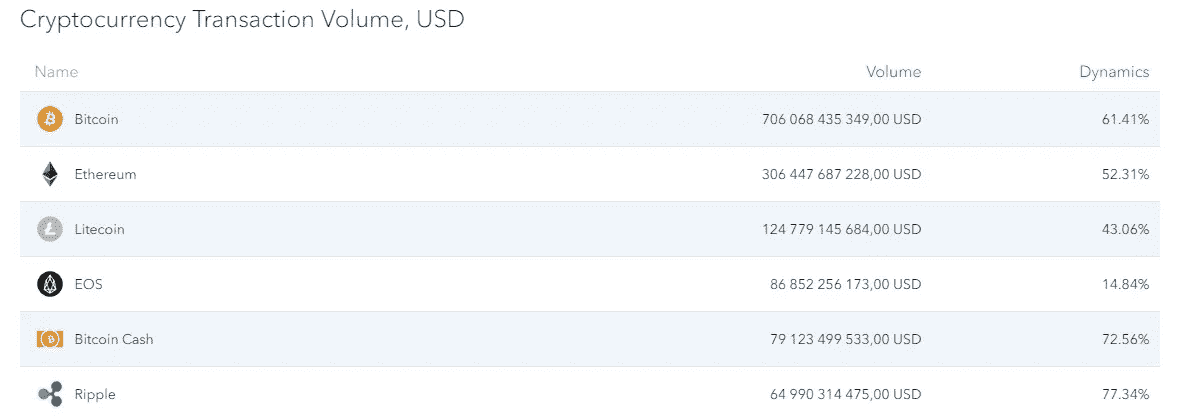 Cryptocurrency Transaction Volume, USD
Name Volume Dynamics
Bitcoin 706 068 435 349,00 USD 61.41%
Ethereum 306 447 687 228,00 USD 52.31%
Litecoin 124 779 145 684,00 USD 43.06%
EOS 86 852 256 173,00 USD 14.84%
Bitcoin Cash 79 123 499 533,00 USD 72.56%
Ripple 64 990 314 475,00 USD 77.34%